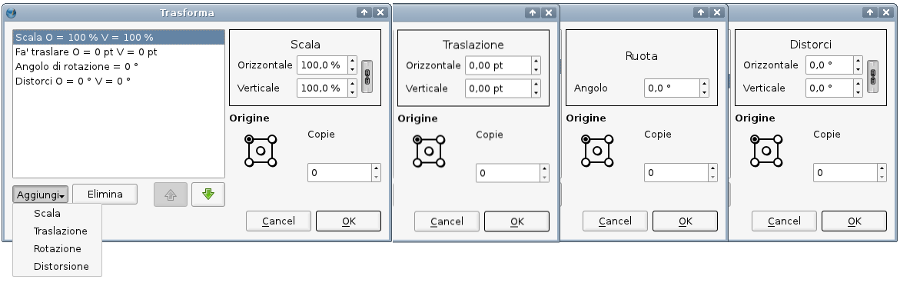 Trasforma
Scala O = 100 % V = 100 %
Fa' traslare O = 0 pt V = 0 pt
Angolo di rotazione = 0 °
Distorci O = 0 ° V = 0 °
Aggiungi
Elimina
Scala
Traslazione
Rotazione
Distorsione
Scala
Orizzontale 100,0 %
Verticale 100,0 %
Origine
Copie
0
Cancel OK
Traslazione
Orizzontale 0,00 pt
Verticale 0,00 pt
Origine
Copie
0
Cancel OK
Ruota
Angolo 0,0 °
Origine
Copie
0
Cancel OK
Distorci
Orizzontale 0,0 °
Verticale 0,0 °
Origine
Copie
0
Cancel OK